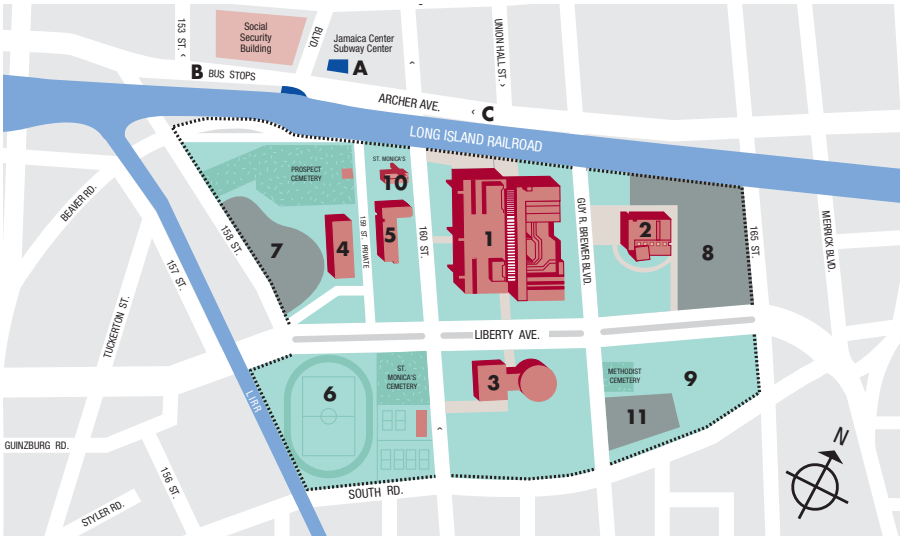 153 ST.
Social
Security
Building
BLVD.
Jamaica Center
Subway Center
A
UNION HALL ST.
B BUS STOPS
ARCHER AVE.
C
LONG ISLAND RAILROAD
PROSPECT
CEMETERY
ST. MONICA'S
10
BEAVER RD.
158 ST.
7
4
159 ST. PRIVATE
5
160 ST.
1
GUY R. BREWER BLVD.
2
8
165 ST.
MERRICK BLVD.
157 ST.
TUCKERTON ST.
LIBERTY AVE.
LIRR
6
ST.
MONICA'S
CEMETERY
3
METHODIST
CEMETERY
9
11
GUINZBURG RD.
156 ST.
STYLER RD.
SOUTH RD.
N